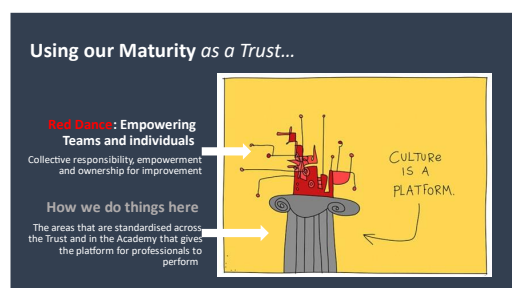 Using our Maturity as a Trust…
Red Dance: Empowering
Teams and individuals
Collective responsibility, empowerment
and ownership for improvement
How we do things here
The areas that are standardised across
the Trust and in the Academy that gives
the platform for professionals to
perform
CULTURE
IS A
PLATFORM.